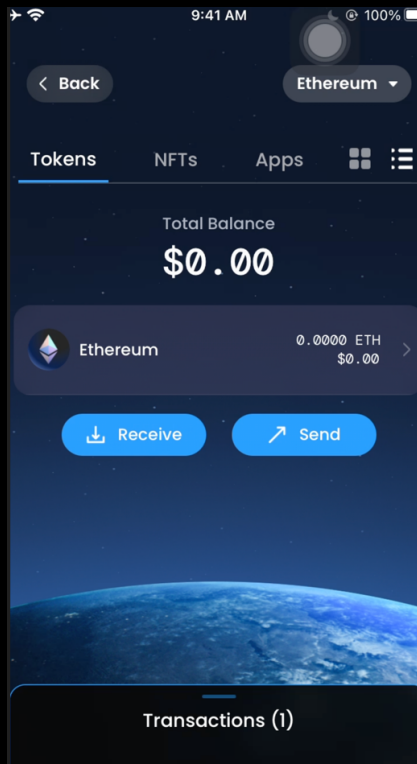 9:41 AM
100%
Back
Ethereum
Tokens
NFTs
Apps
Total Balance
$0.00
Ethereum
0.0000 ETH
$0.00
Receive
Send
Transactions (1)